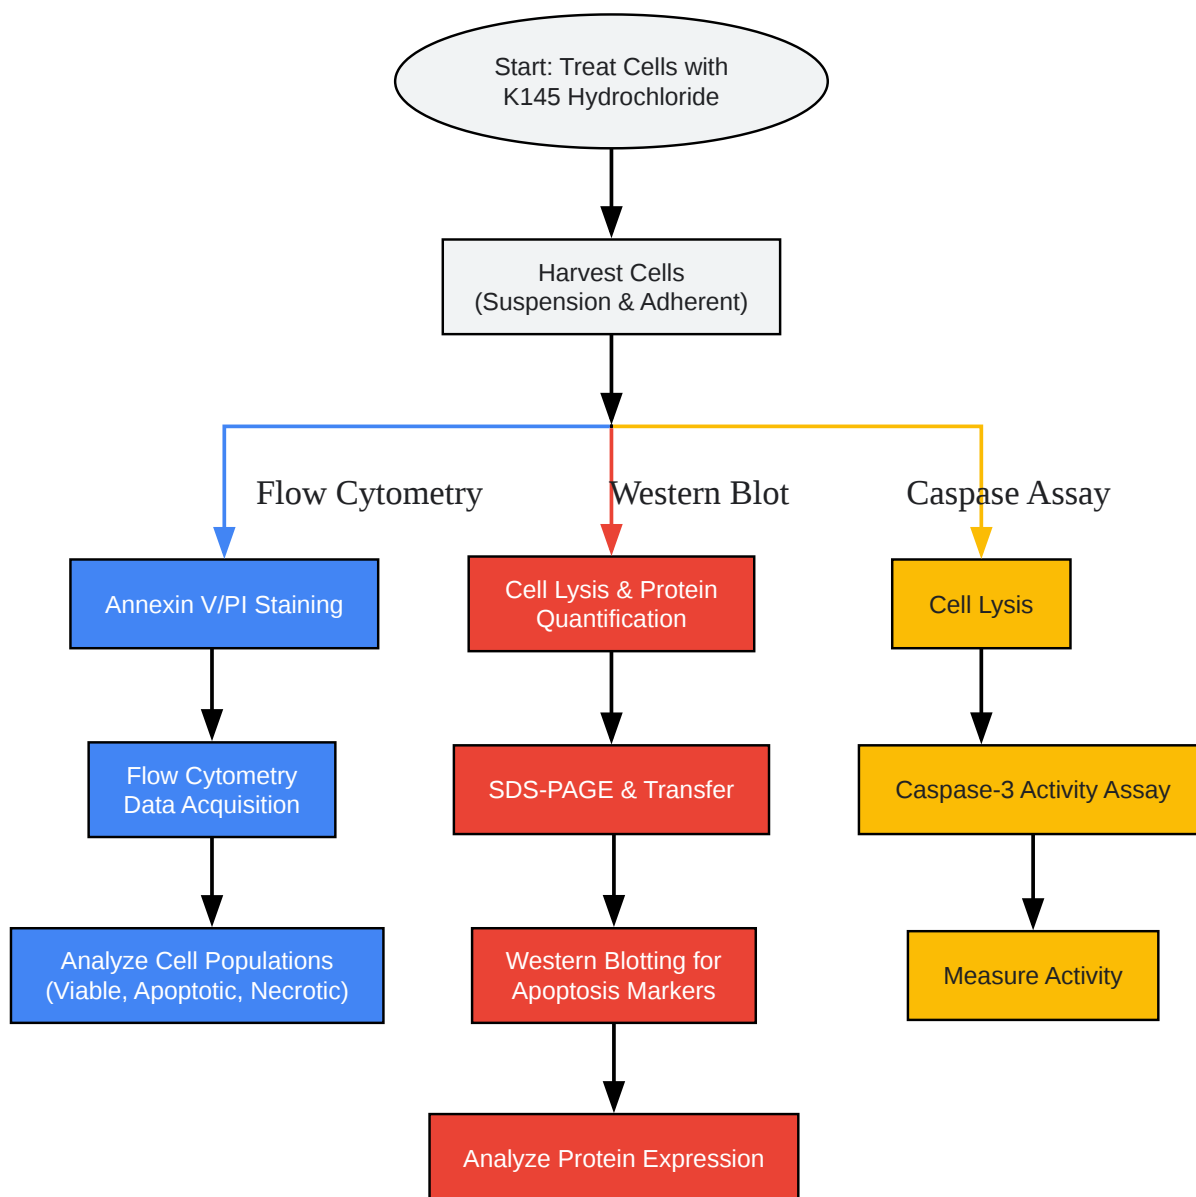 Start: Treat Cells with
K145 Hydrochloride
Harvest Cells
(Suspension & Adherent)
Flow Cytometry
Western Blot
Caspase Assay
Annexin V/PI Staining
Cell Lysis & Protein
Quantification
Cell Lysis
Flow Cytometry
Data Acquisition
SDS-PAGE & Transfer
Caspase-3 Activity Assay
Analyze Cell Populations
(Viable, Apoptotic, Necrotic)
Western Blotting for
Apoptosis Markers
Measure Activity
Analyze Protein Expression